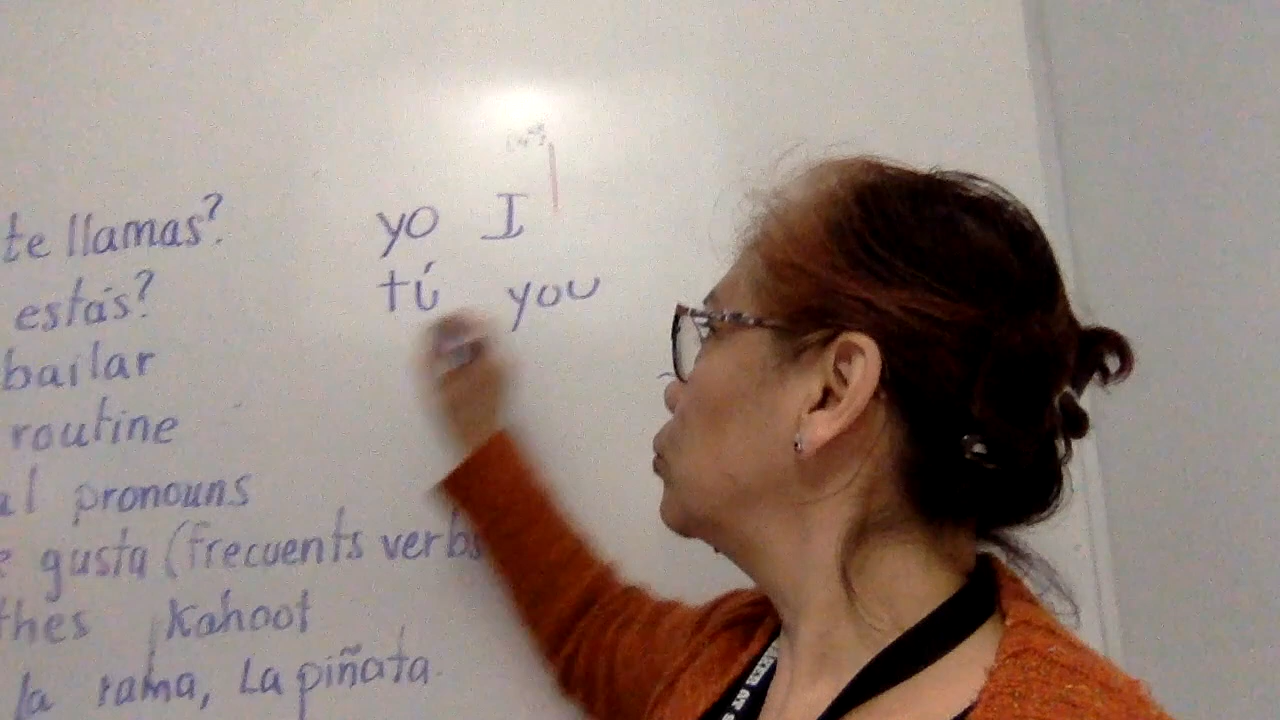 te llamas?
estás?
bailar
routine
al pronouns
e gusta (frecuents verbs
thes Kahoot
la rama, La piñata.
yo I
tú you